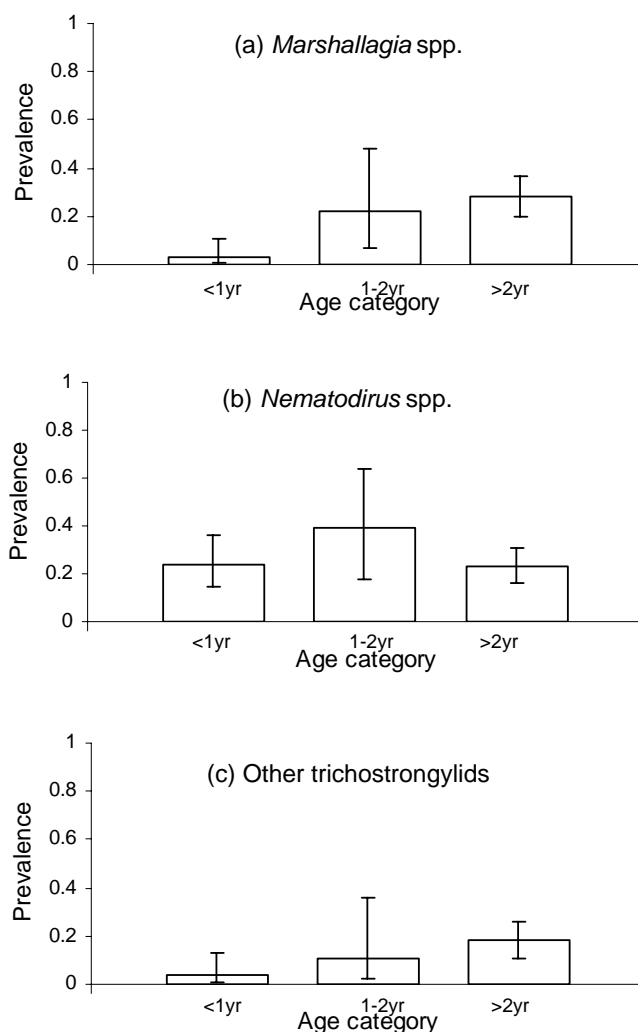 (a) Marshallagia spp.
1
0.8
0.6
0.4
0.2
0
Prevalence
<1yr 1-2yr >2yr
Age category
(b) Nematodirus spp.
1
0.8
0.6
0.4
0.2
0
Prevalence
<1yr 1-2yr >2yr
Age category
(c) Other trichostrongylids
1
0.8
0.6
0.4
0.2
0
Prevalence
<1yr 1-2yr >2yr
Age category